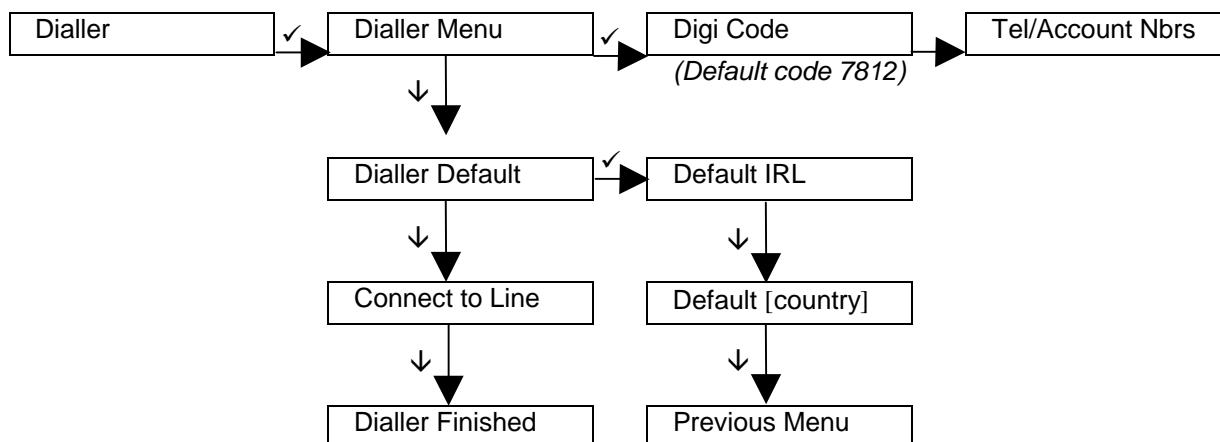 Dialler
Dialler Menu
Digi Code
Tel/Account Nbrs
(Default code 7812)
Dialler Default
Default IRL
Connect to Line
Default [country]
Dialler Finished
Previous Menu